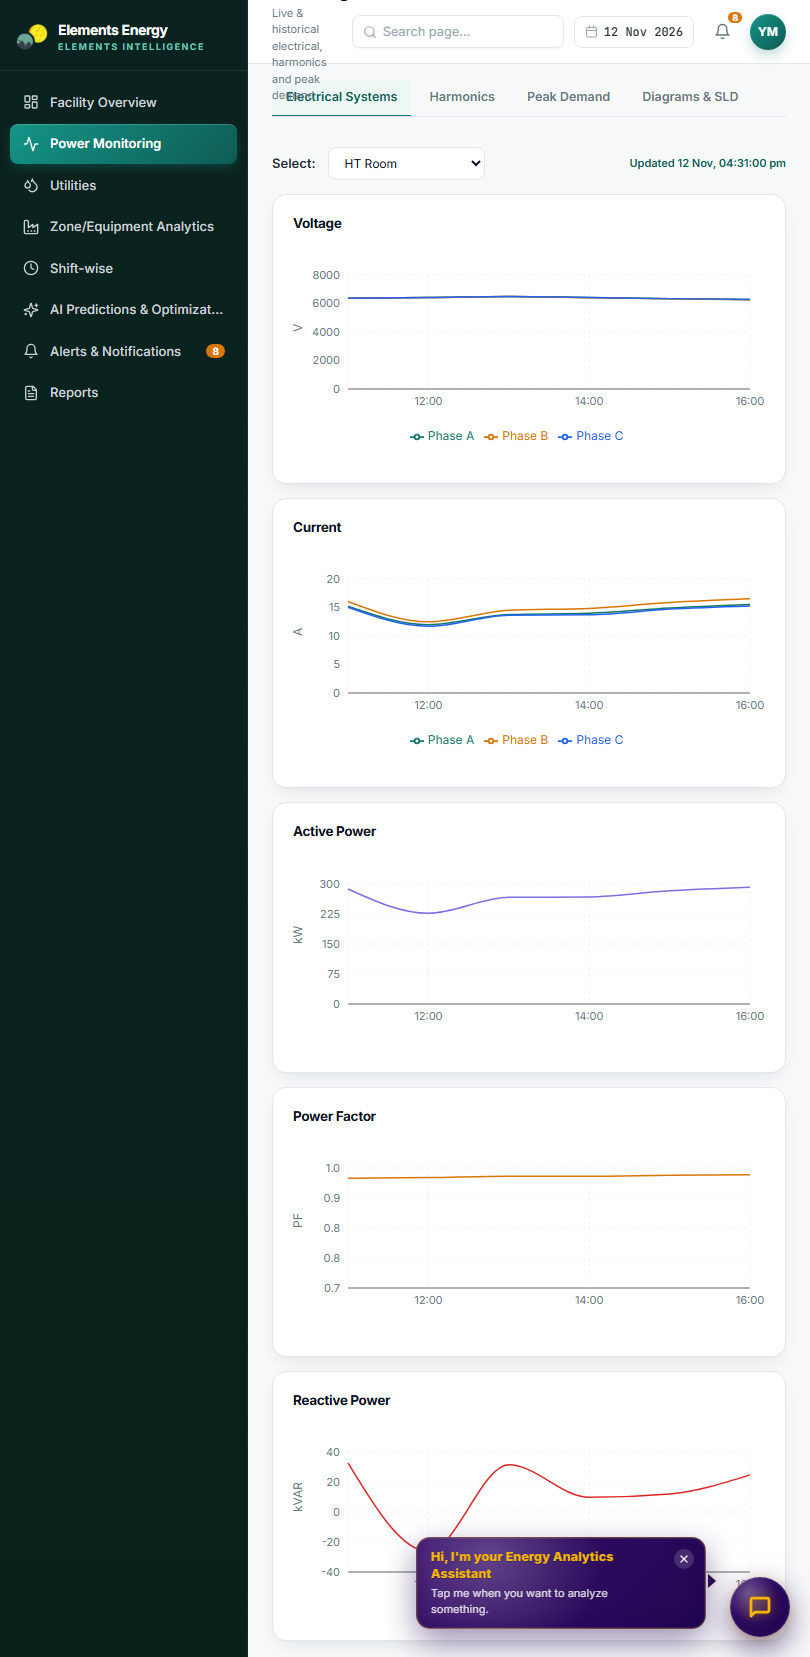 Elements Energy
ELEMENTS INTELLIGENCE
Facility Overview
Power Monitoring
Utilities
Zone/Equipment Analytics
Shift-wise
AI Predictions & Optimizat...
Alerts & Notifications
8
Reports
Live &
historical
electrical,
harmonics
and peak
demand
Search page...
12 Nov 2026
8
YM
Electrical Systems
Harmonics
Peak Demand
Diagrams & SLD
Select:
HT Room
Updated 12 Nov, 04:31:00 pm
Voltage
8000
6000
4000
2000
0
V
12:00
14:00
16:00
Phase A
Phase B
Phase C
Current
20
15
10
5
0
A
12:00
14:00
16:00
Phase A
Phase B
Phase C
Active Power
300
225
150
75
0
kW
12:00
14:00
16:00
Power Factor
1.0
0.9
0.8
0.8
0.7
PF
12:00
14:00
16:00
Reactive Power
40
20
0
-20
-40
kVAR
Hi, I'm your Energy Analytics
Assistant
Tap me when you want to analyze
something.